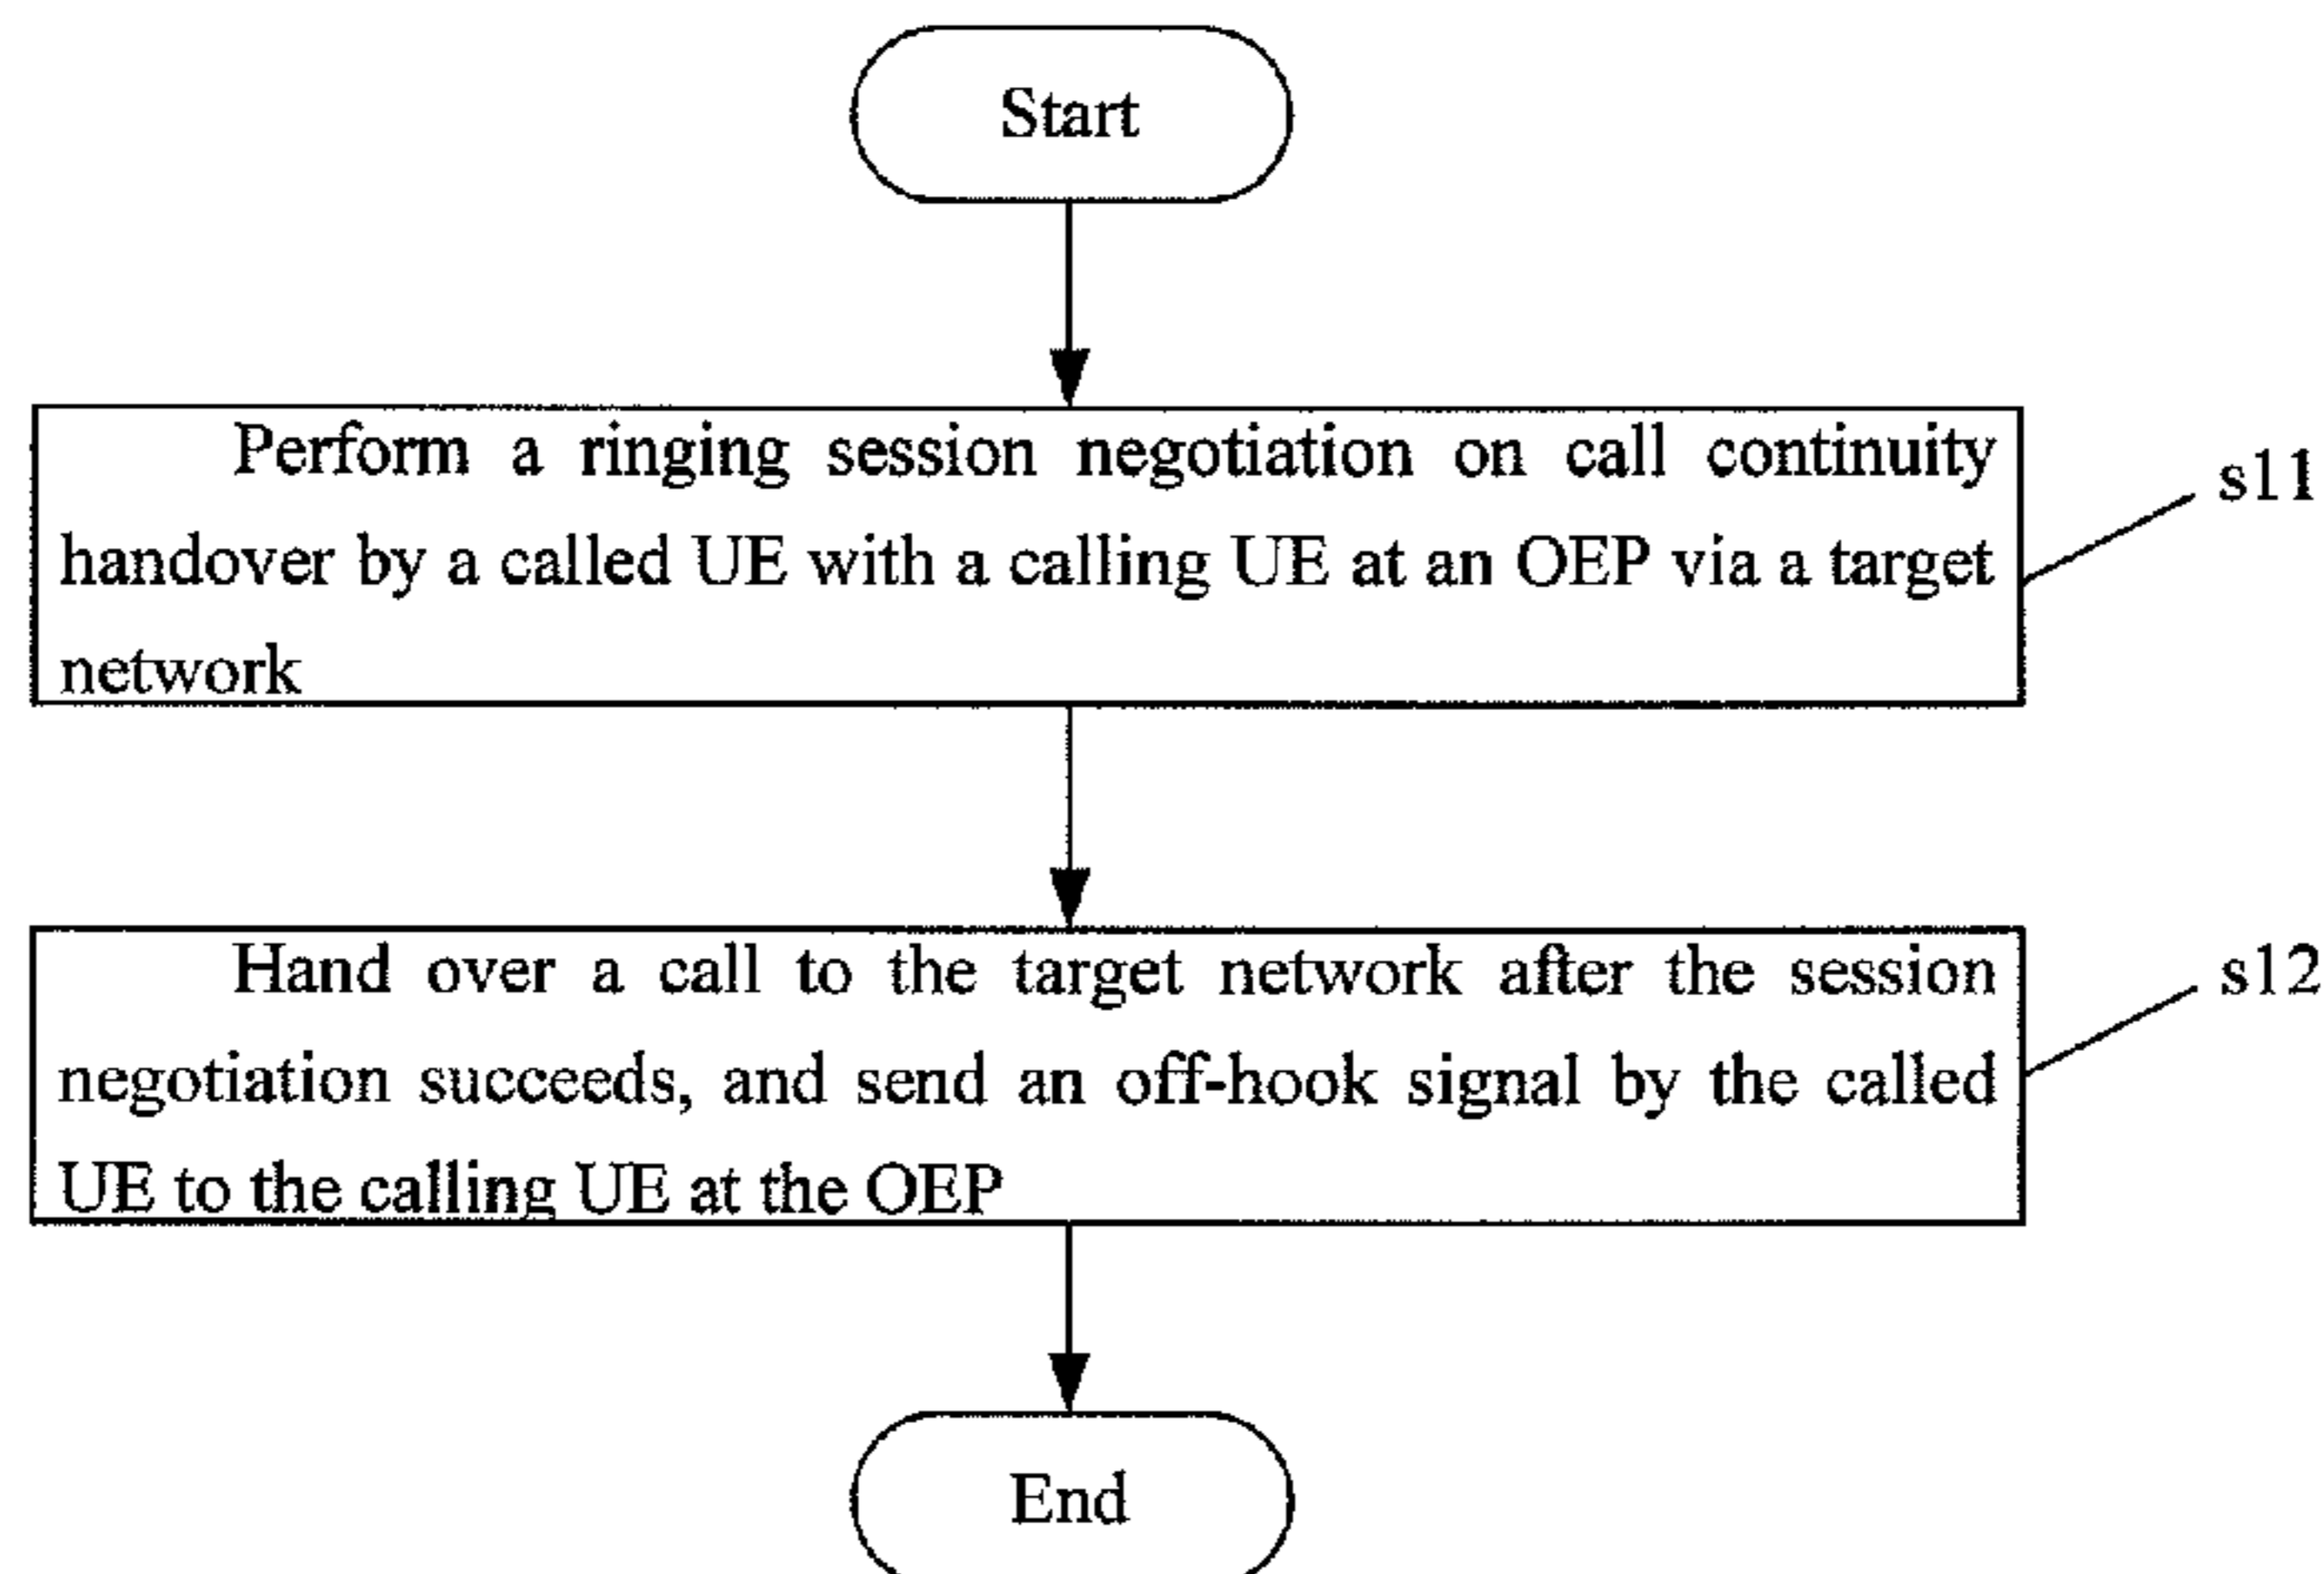 Start
Perform a ringing session negotiation on call continuity
handover by a called UE with a calling UE at an OEP via a target
network
s11
Hand over a call to the target network after the session
negotiation succeeds, and send an off-hook signal by the called
UE to the calling UE at the OEP
s12
End